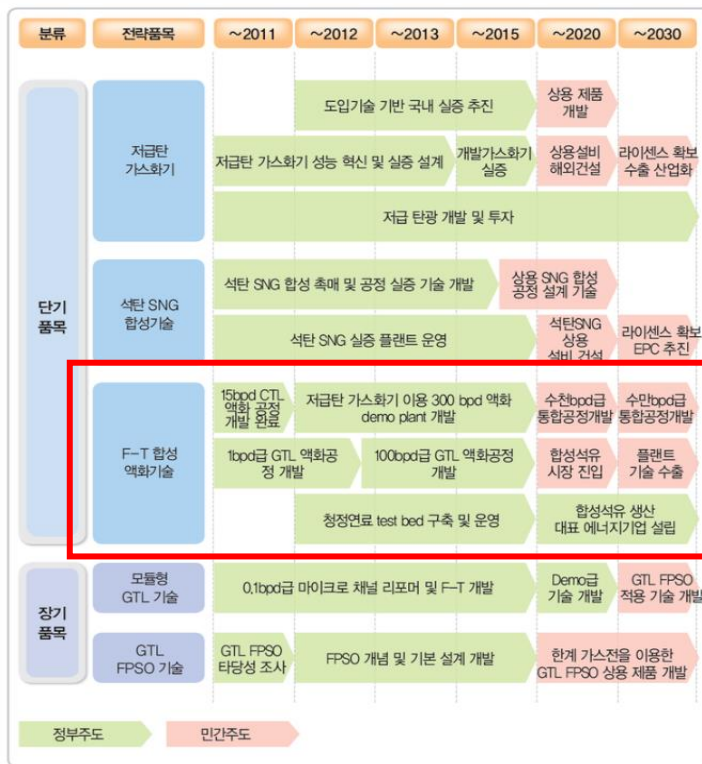 분류 전략품목 ~2011 ~2012 ~2013 ~2015 ~2020 ~2030
단기
품목
저급탄
가스화기
도입기술 기반 국내 실증 추진
상용 제품
개발
저급탄 가스화기 성능 혁신 및 실증 설계
개발가스화기
실증
상용설비
해외건설
라이센스 확보
수출 산업화
저급 탄광 개발 및 투자
석탄 SNG
합성기술
석탄 SNG 합성 촉매 및 공정 실증 기술 개발
상용 SNG 합성
공정 설계 기술
석탄 SNG 실증 플랜트 운영
석탄SNG
상용
설비 건설
라이센스 확보
EPC 추진
F-T 합성
액화기술
15bpd CTL
액화 공정
개발 완료
저급탄 가스화기 이용 300 bpd 액화
demo plant 개발
수천bpd급
통합공정개발
수만bpd급
통합공정개발
1bpd급 GTL 액화공
정 개발
100bpd급 GTL 액화공정
개발
합성석유
시장 진입
플랜트
기술 수출
청정연료 test bed 구축 및 운영
합성석유 생산
대표 에너지기업 설립
장기
품목
모듈형
GTL 기술
0.1bpd급 마이크로 채널 리포머 및 F-T 개발
Demo급
기술 개발
GTL FPSO
적용 기술 개발
GTL
FPSO 기술
GTL FPSO
타당성 조사
FPSO 개념 및 기본 설계 개발
한계 가스전을 이용한
GTL FPSO 상용 제품 개발
정부주도
민간주도